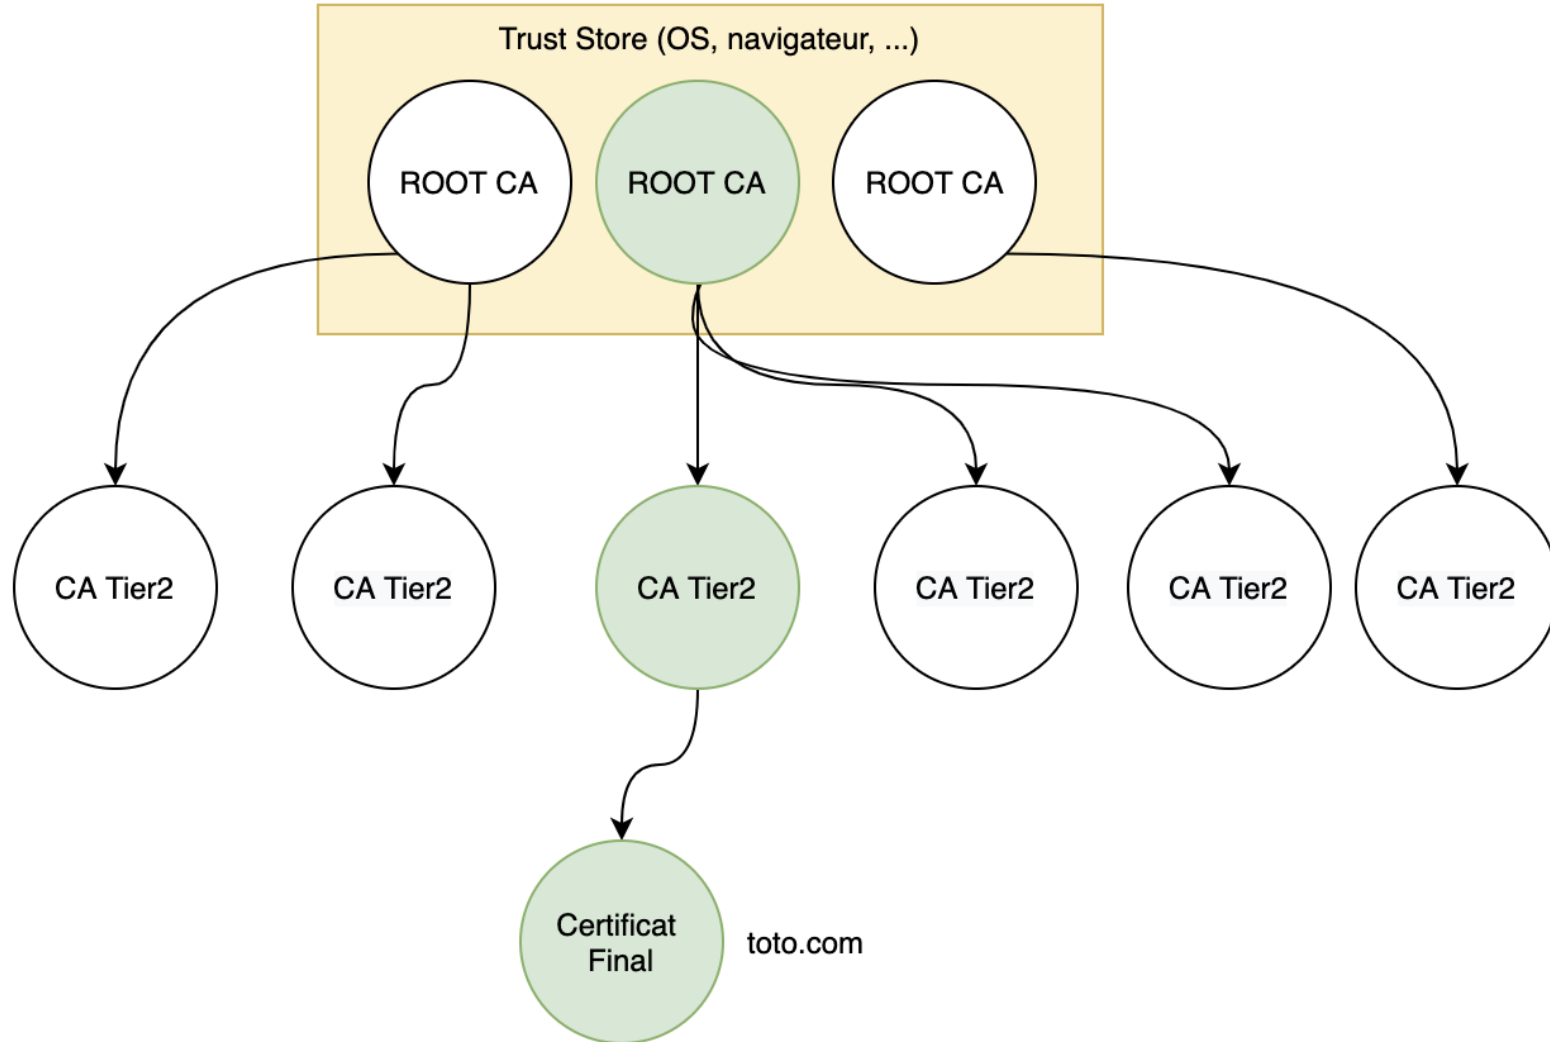 Trust Store (OS, navigateur, ...)
ROOT CA
ROOT CA
ROOT CA
CA Tier2
CA Tier2
CA Tier2
CA Tier2
CA Tier2
CA Tier2
Certificat
Final
toto.com